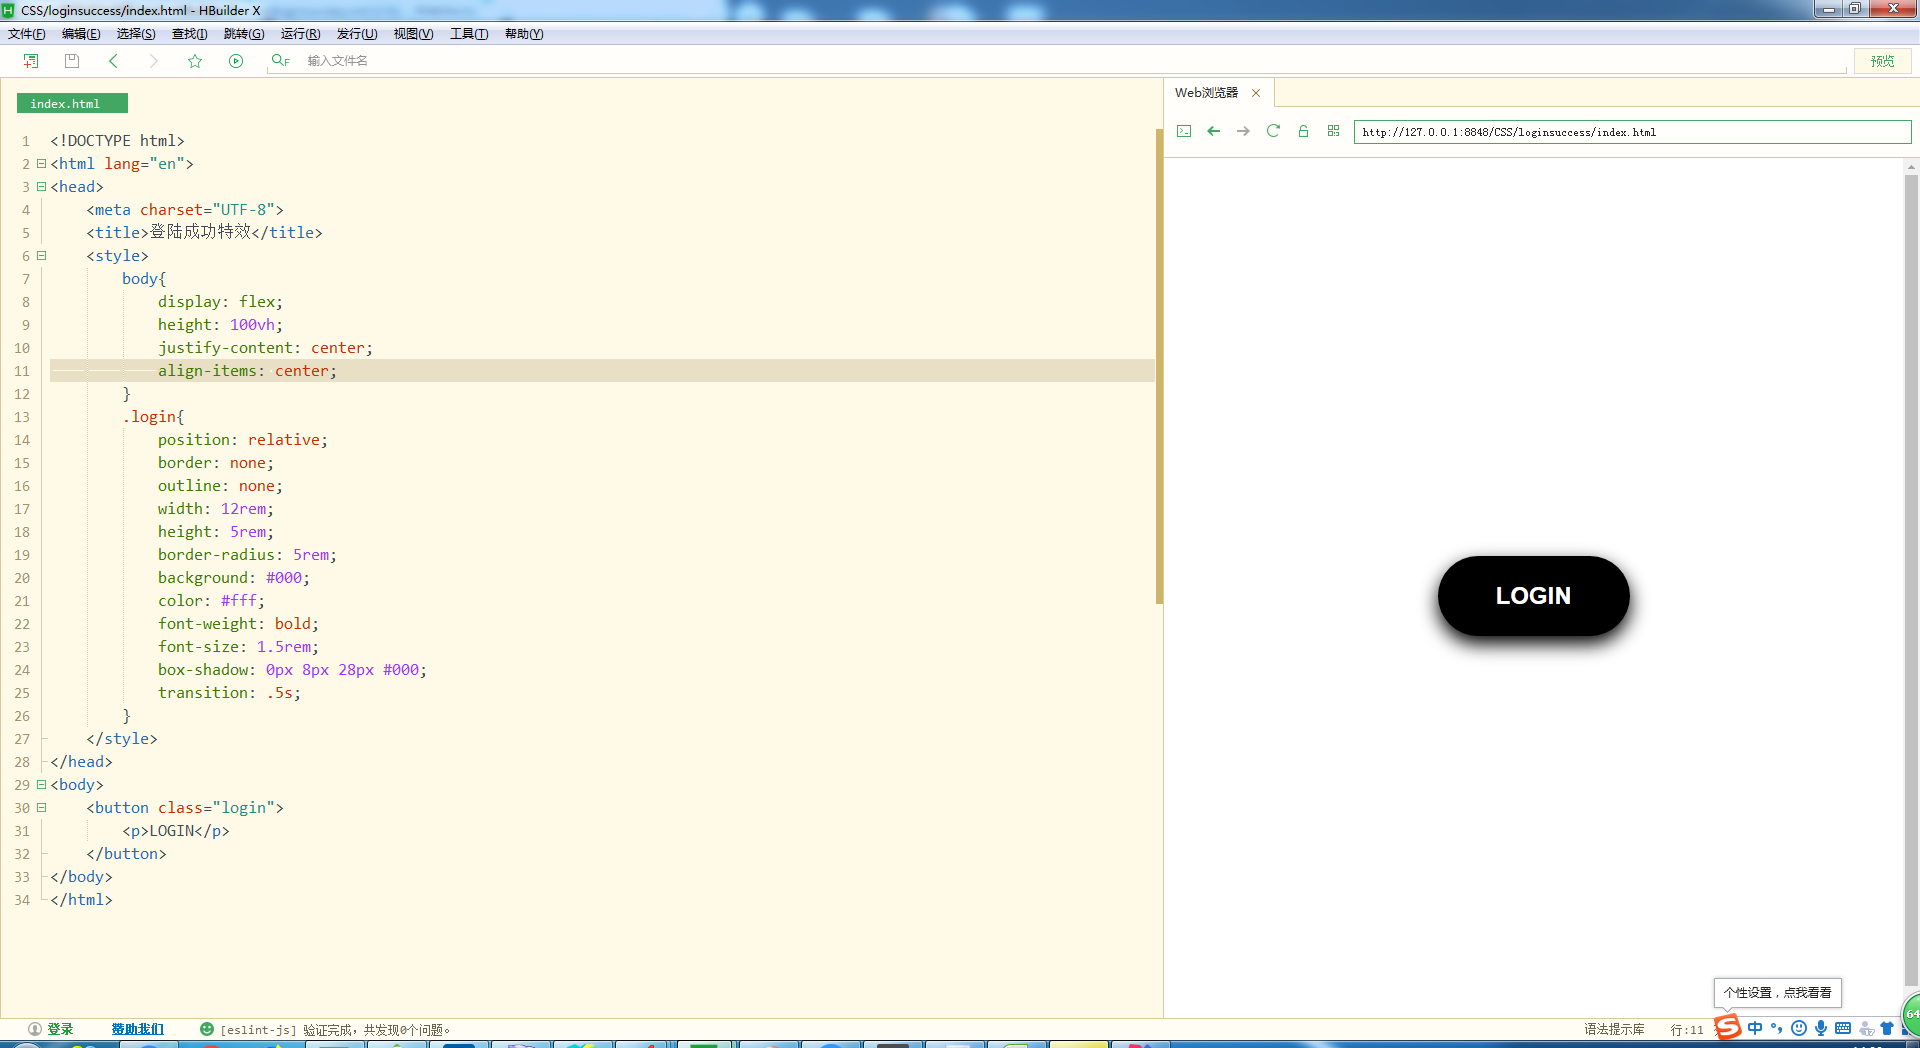 CSS/loginsuccess/index.html - HBuilder X
文件(F) 编辑(E) 选择(S) 查找(I) 跳转(G) 运行(R) 发行(U) 视图(V) 工具(T) 帮助(Y)
输入文件名
预览
index.html
Web浏览器
http://127.0.0.1:8848/CSS/loginsuccess/index.html
1 <!DOCTYPE html>
2 <html lang="en">
3 <head>
4 <meta charset="UTF-8">
5 <title>登陆成功特效</title>
6 <style>
7 body{
8 display: flex;
9 height: 100vh;
10 justify-content: center;
11 align-items: center;
12 }
13 .login{
14 position: relative;
15 border: none;
16 outline: none;
17 width: 12rem;
18 height: 5rem;
19 border-radius: 5rem;
20 background: #000;
21 color: #fff;
22 font-weight: bold;
23 font-size: 1.5rem;
24 box-shadow: 0px 8px 28px #000;
25 transition: .5s;
26 }
27 </style>
28 </head>
29 <body>
30 <button class="login">
31 <p>LOGIN</p>
32 </button>
33 </body>
34 </html>
LOGIN
个性设置，点我看看
64
登录 赞助我们 [eslint-js] 验证完成，共发现0个问题。
语法提示库 行:11
中